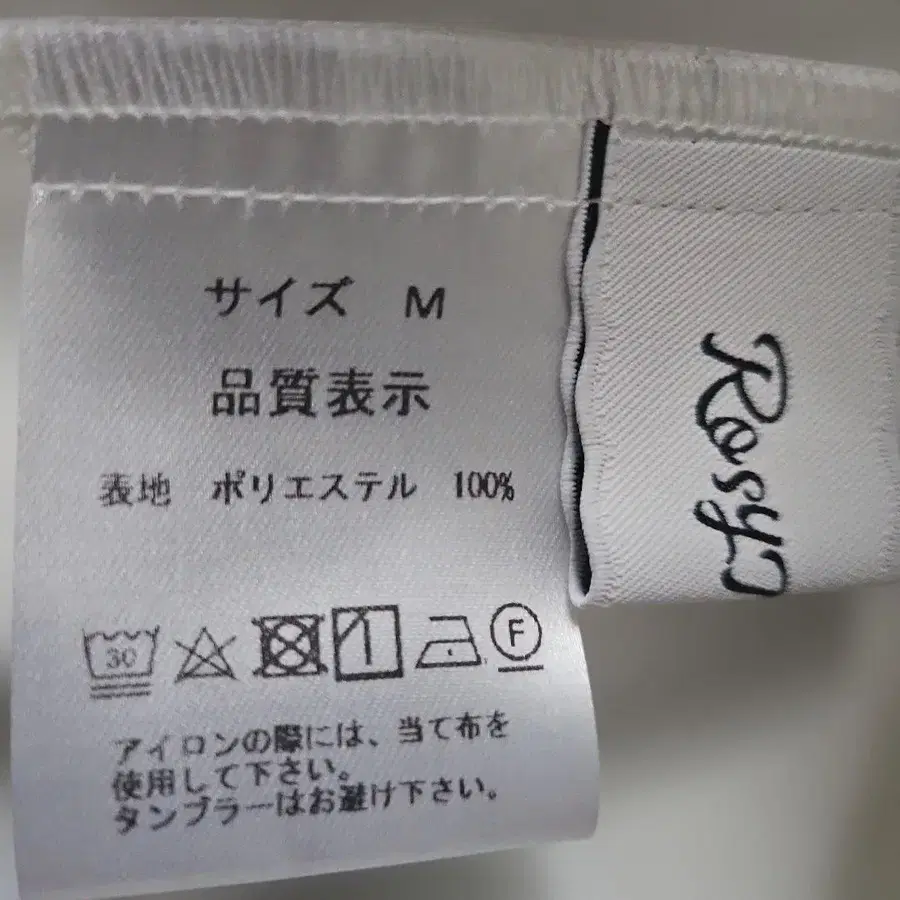 サイズ M
品質表示
表地 ポリエステル 100%
30
F
アイロンの際には、当て布を
使用して下さい。
タンブラーはお避け下さい。
Rosy